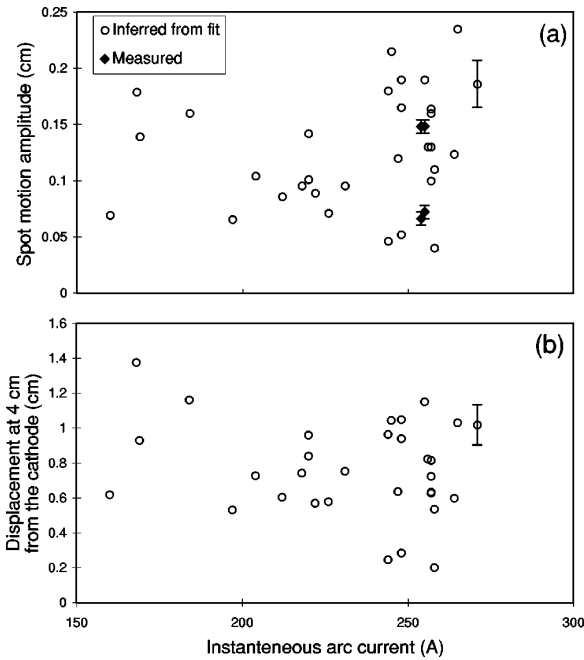 0.25
0.2
0.15
0.1
0.05
0
Spot motion amplitude (cm)
Inferred from fit
Measured
(a)
1.6
1.4
1.2
1
0.8
0.6
0.4
0.2
0
Displacement at 4 cm
from the cathode (cm)
(b)
150
200
250
300
Instantaneous arc current (A)